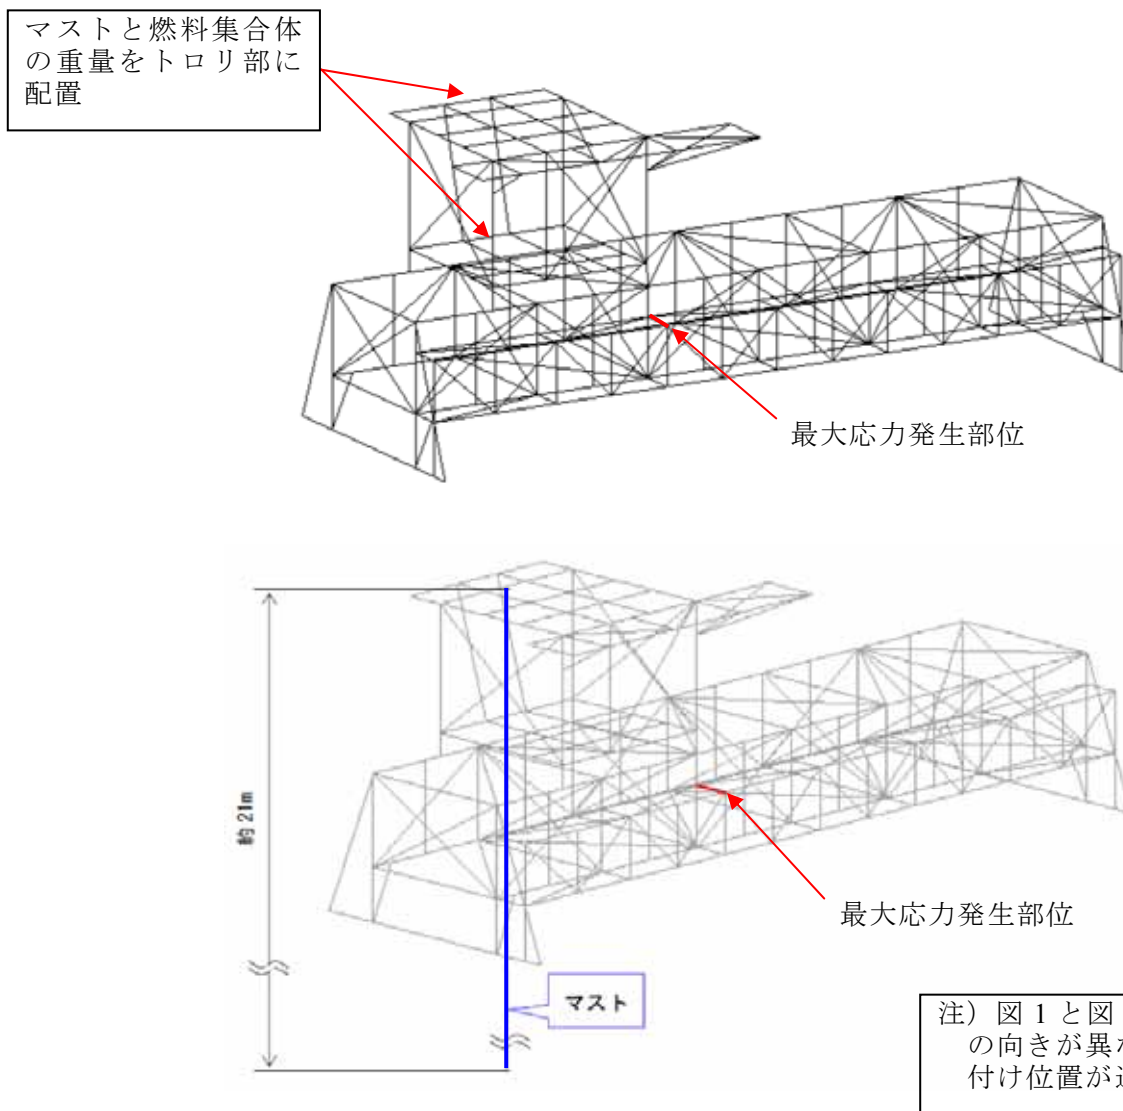 マストと燃料集合体
の重量をトロリ部に
配置
最大応力発生部位
約21m
最大応力発生部位
マスト
注）図1と図
の向きが異
付け位置が